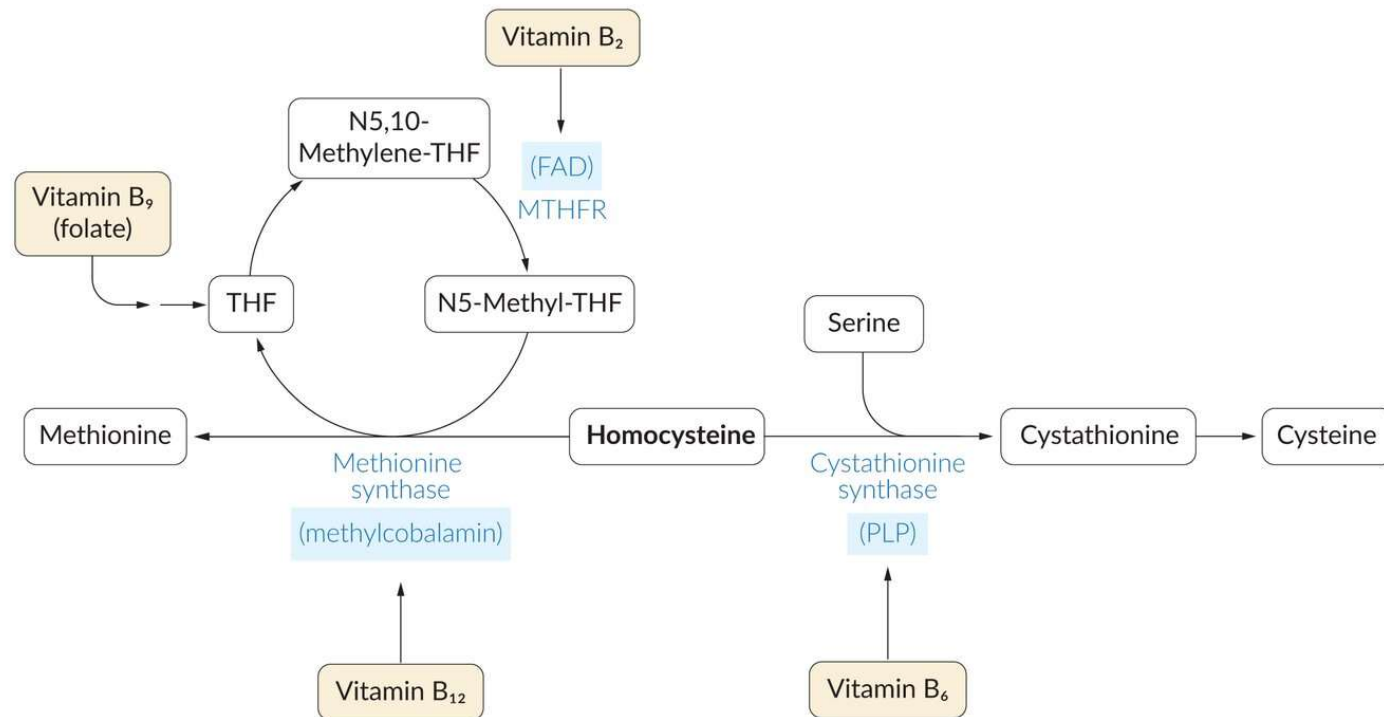 Vitamin B₂
N5,10-
Methylene-THF
(FAD)
MTHFR
Vitamin B₉
(folate)
THF
N5-Methyl-THF
Serine
Methionine
Homocysteine
Cystathionine
Cysteine
Methionine
synthase
(methylcobalamin)
Cystathionine
synthase
(PLP)
Vitamin B₁₂
Vitamin B₆